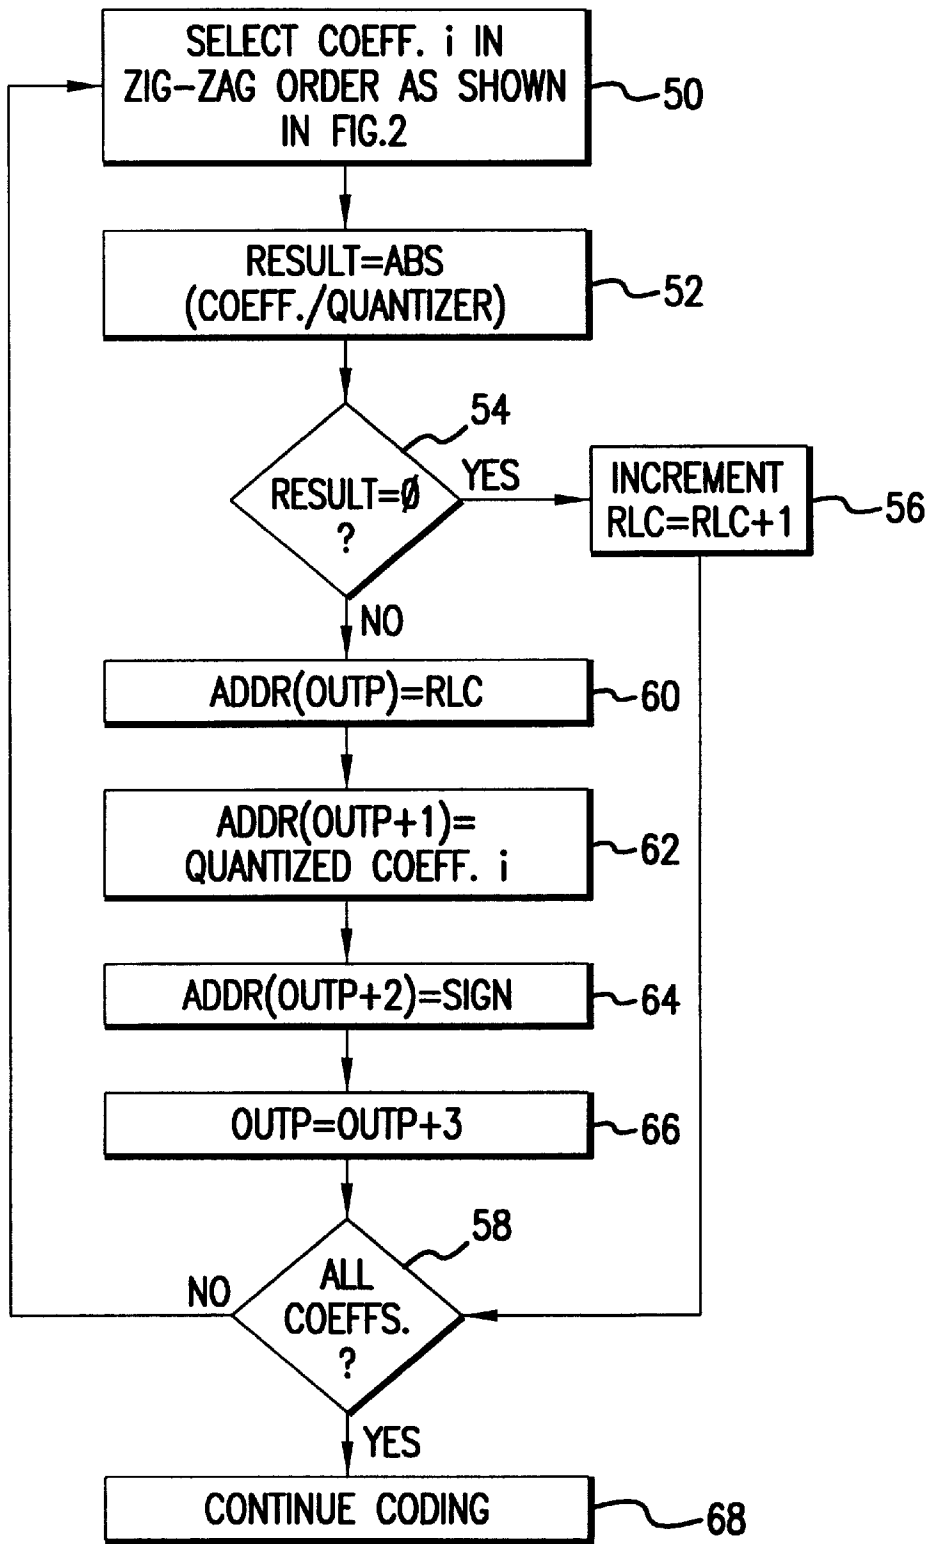 SELECT COEFF. i IN
ZIG-ZAG ORDER AS SHOWN
IN FIG.2
50
RESULT=ABS
(COEFF./QUANTIZER)
52
54
RESULT=Ø
?
YES
INCREMENT
RLC=RLC+1
56
NO
ADDR(OUTP)=RLC
60
ADDR(OUTP+1)=
QUANTIZED COEFF. i
62
ADDR(OUTP+2)=SIGN
64
OUTP=OUTP+3
66
58
ALL
COEFFS.
?
NO
YES
CONTINUE CODING
68